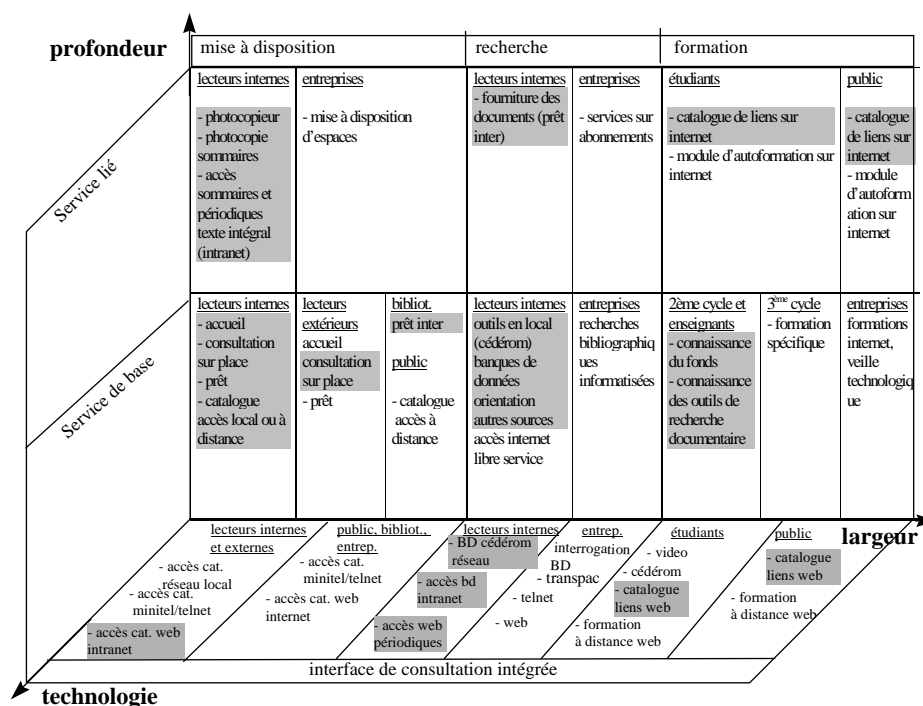 profondeur
mise à disposition
recherche
formation
lecteurs internes
- photocopieur
- photocopie
sommaires
- accès
sommaires et
périodiques
texte intégral
(intranet)
entreprises
- mise à disposition
d'espaces
lecteurs internes
- fourniture des
documents (prêt
inter)
entreprises
- services sur
abonnements
étudiants
- catalogue de liens sur
internet
- module d'autoformation sur
internet
public
- catalogue
de liens sur
internet
- module
d'autoform
ation sur
internet
Service lié
lecteurs internes
- accueil
- consultation
sur place
- prêt
- catalogue
accès local ou à
distance
lecteurs
extérieurs
accueil
consultation
sur place
- prêt
bibliot.
prêt inter
public
- catalogue
accès à
distance
lecteurs internes
outils en local
(cédérom)
banques de
données
orientation
autres sources
accès internet
libre service
entreprises
recherches
bibliographiq
ues
informatisées
2ème cycle et
enseignants
- connaissance
du fonds
- connaissance
des outils de
recherche
documentaire
3ème cycle
- formation
spécifique
entreprises
formations
internet,
veille
technologiq
ue
Service de base
largeur
lecteurs internes
et externes
- accès cat.
réseau local
- accès cat.
minitel/telnet
- accès cat. web
intranet
public, bibliot.,
entrep.
- accès cat.
minitel/telnet
- accès cat. web
internet
lecteurs internes
- BD cédérom
réseau
- accès bd
intranet
- accès web
périodiques
entrep.
interrogation
BD
- transpac
- telnet
- web
étudiants
- video
- cédérom
- catalogue
liens web
- formation
à distance web
public
- catalogue
liens web
- formation
à distance web
interface de consultation intégrée
technologie